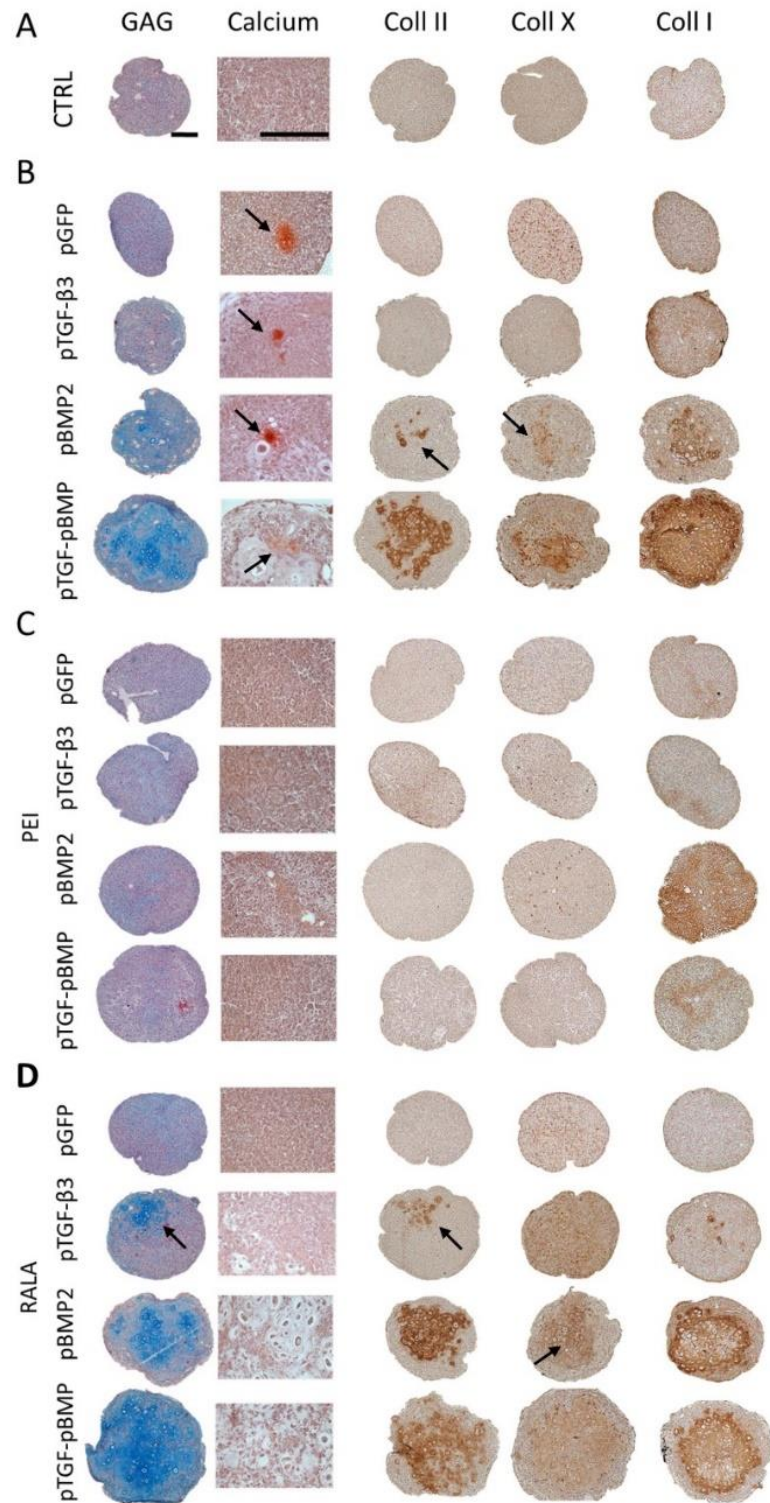 A GAG Calcium Coll II Coll X Coll I
CTRL
B
pGFP
pTGF-β3
pBMP2
pTGF-pBMP
C
PEI
pGFP
pTGF-β3
pBMP2
pTGF-pBMP
D
RALA
pGFP
pTGF-β3
pBMP2
pTGF-pBMP